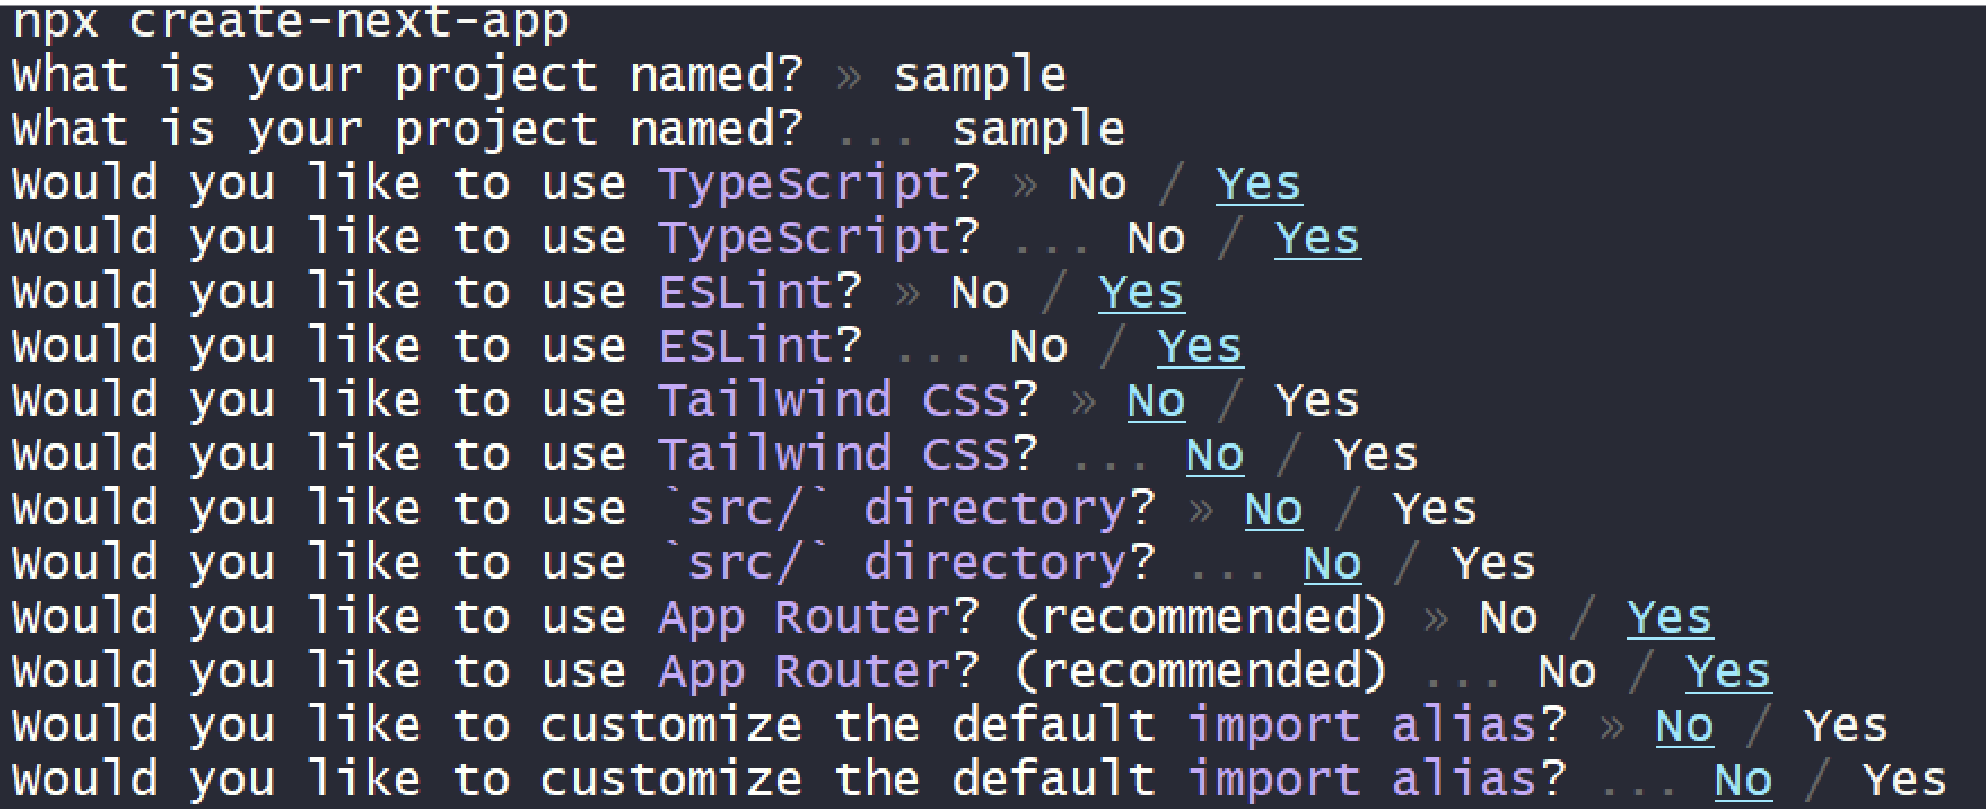 npx create-next-app
What is your project named? » sample
What is your project named? ... sample
Would you like to use TypeScript? » No / Yes
Would you like to use TypeScript? ... No / Yes
Would you like to use ESLint? » No / Yes
Would you like to use ESLint? ... No / Yes
Would you like to use Tailwind CSS? » No / Yes
Would you like to use Tailwind CSS? ... No / Yes
Would you like to use `src/` directory? » No / Yes
Would you like to use `src/` directory? ... No / Yes
Would you like to use App Router? (recommended) » No / Yes
Would you like to use App Router? (recommended) ... No / Yes
Would you like to customize the default import alias? » No / Yes
Would you like to customize the default import alias? ... No / Yes